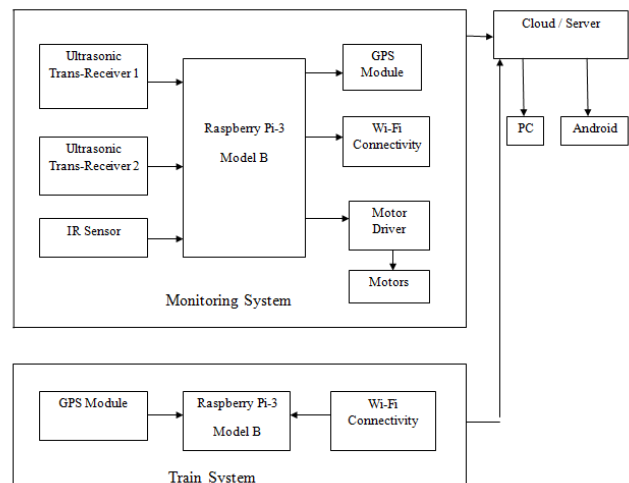 Ultrasonic
Trans-Receiver 1
Ultrasonic
Trans-Receiver 2
IR Sensor
Raspberry Pi-3
Model B
GPS
Module
Wi-Fi
Connectivity
Motor
Driver
Motors
Monitoring System
Cloud / Server
PC
Android
GPS Module
Raspberry Pi-3
Model B
Wi-Fi
Connectivity
Train System